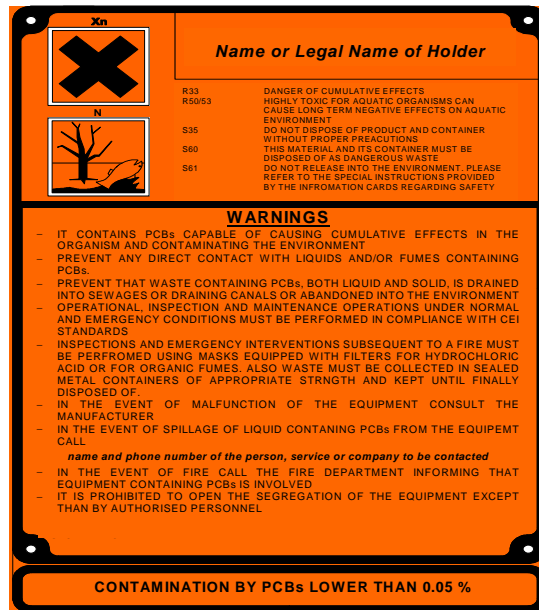 Xn
Name or Legal Name of Holder
N
R33 DANGER OF CUMULATIVE EFFECTS
R50/53 HIGHLY TOXIC FOR AQUATIC ORGANISMS CAN
CAUSE LONG TERM NEGATIVE EFFECTS ON AQUATIC
ENVIRONMENT
S35 DO NOT DISPOSE OF PRODUCT AND CONTAINER
WITHOUT PROPER PRECAUTIONS
S60 THIS MATERIAL AND ITS CONTAINER MUST BE
DISPOSED OF AS DANGEROUS WASTE
S61 DO NOT RELEASE INTO THE ENVIRONMENT. PLEASE
REFER TO THE SPECIAL INSTRUCTIONS PROVIDED
BY THE INFROMATION CARDS REGARDING SAFETY
WARNINGS
– IT CONTAINS PCBs CAPABLE OF CAUSING CUMULATIVE EFFECTS IN THE
ORGANISM AND CONTAMINATING THE ENVIRONMENT
– PREVENT ANY DIRECT CONTACT WITH LIQUIDS AND/OR FUMES CONTAINING
PCBs.
– PREVENT THAT WASTE CONTAINING PCBs, BOTH LIQUID AND SOLID, IS DRAINED
INTO SEWAGES OR DRAINING CANALS OR ABANDONED INTO THE ENVIRONMENT
– OPERATIONAL, INSPECTION AND MAINTENANCE OPERATIONS UNDER NORMAL
AND EMERGENCY CONDITIONS MUST BE PERFORMED IN COMPLIANCE WITH CEI
STANDARDS
– INSPECTIONS AND EMERGENCY INTERVENTIONS SUBSEQUENT TO A FIRE MUST
BE PERFROMED USING MASKS EQUIPPED WITH FILTERS FOR HYDROCHLORIC
ACID OR FOR ORGANIC FUMES. ALSO WASTE MUST BE COLLECTED IN SEALED
METAL CONTAINERS OF APPROPRIATE STRNGTH AND KEPT UNTIL FINALLY
DISPOSED OF.
– IN THE EVENT OF MALFUNCTION OF THE EQUIPMENT CONSULT THE
MANUFACTURER
– IN THE EVENT OF SPILLAGE OF LIQUID CONTANING PCBs FROM THE EQUIPEMT
CALL
name and phone number of the person, service or company to be contacted
– IN THE EVENT OF FIRE CALL THE FIRE DEPARTMENT INFORMING THAT
EQUIPMENT CONTAINING PCBs IS INVOLVED
– IT IS PROHIBITED TO OPEN THE SEGREGATION OF THE EQUIPMENT EXCEPT
THAN BY AUTHORISED PERSONNEL
CONTAMINATION BY PCBs LOWER THAN 0.05 %